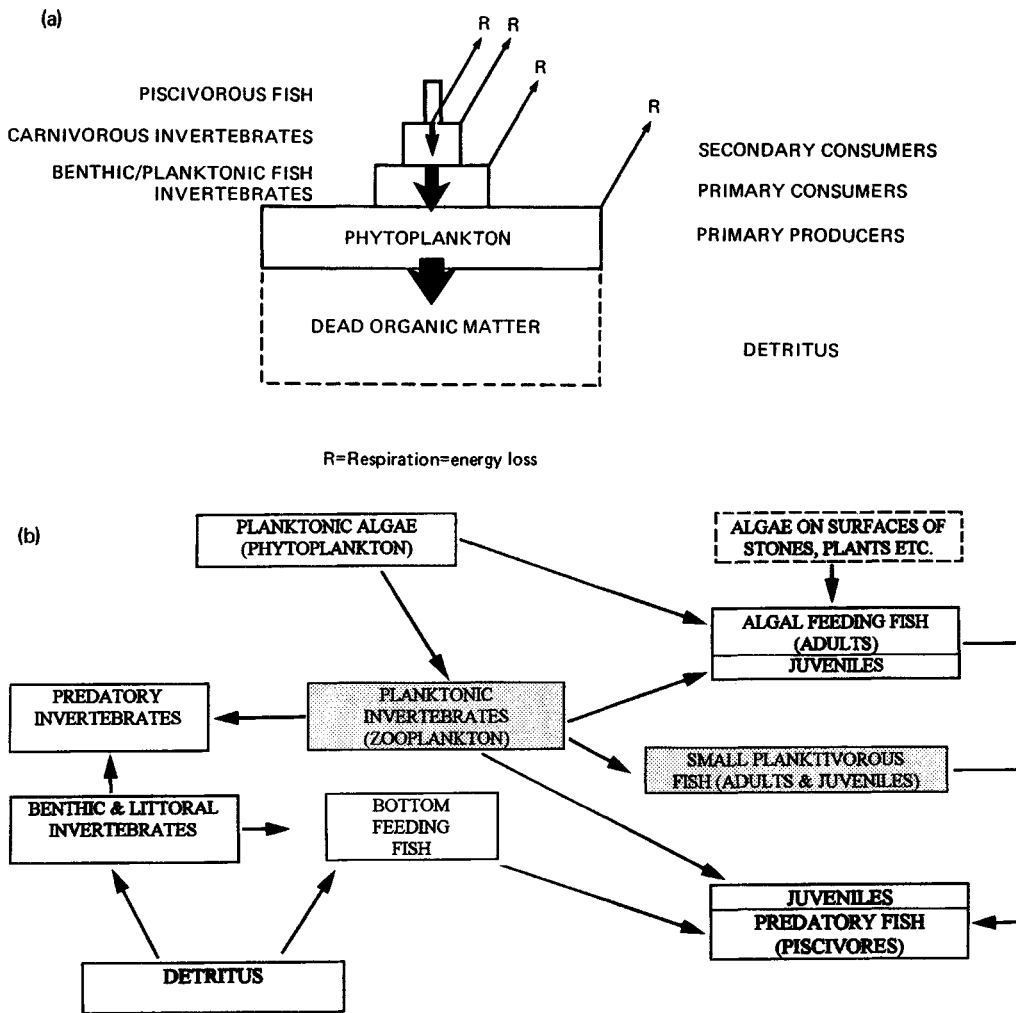 (a)
R R
R
R
PISCIVOROUS FISH
CARNIVOROUS INVERTEBRATES
BENTHIC/PLANKTONIC FISH
INVERTEBRATES
SECONDARY CONSUMERS
PRIMARY CONSUMERS
PHYTOPLANKTON
PRIMARY PRODUCERS
DEAD ORGANIC MATTER
DETRITUS
R=Respiration=energy loss
(b)
PLANKTONIC ALGAE
(PHYTOPLANKTON)
ALGAE ON SURFACES OF
STONES, PLANTS ETC.
ALGAL FEEDING FISH
(ADULTS)
JUVENILES
PREDATORY
INVERTEBRATES
PLANKTONIC
INVERTEBRATES
(ZOOPLANKTON)
SMALL PLANKTIVOROUS
FISH (ADULTS & JUVENILES)
BENTHIC & LITTORAL
INVERTEBRATES
BOTTOM
FEEDING
FISH
JUVENILES
PREDATORY FISH
(PISCIVORES)
DETRITUS